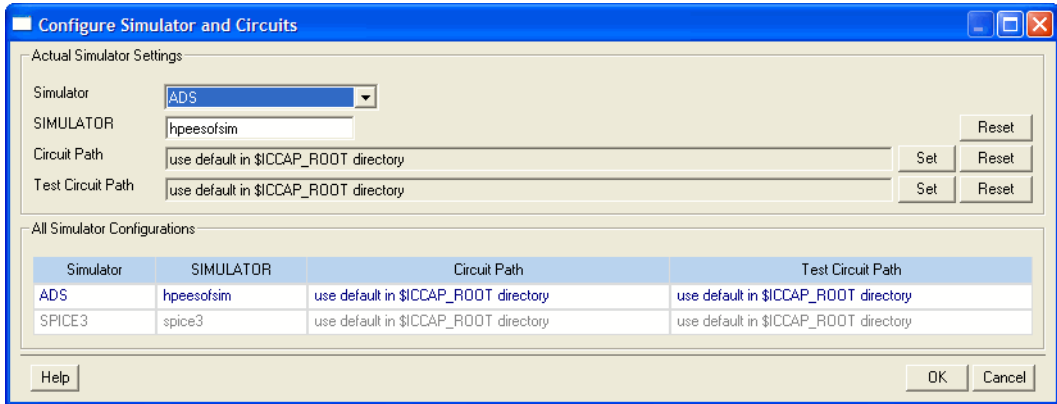 Configure Simulator and Circuits
Actual Simulator Settings
Simulator ADS
SIMULATOR hpeesofsim Reset
Circuit Path use default in $ICCAP_ROOT directory Set Reset
Test Circuit Path use default in $ICCAP_ROOT directory Set Reset
All Simulator Configurations
Simulator SIMULATOR Circuit Path Test Circuit Path
ADS hpeesofsim use default in $ICCAP_ROOT directory use default in $ICCAP_ROOT directory
SPICE3 spice3 use default in $ICCAP_ROOT directory use default in $ICCAP_ROOT directory
Help OK Cancel